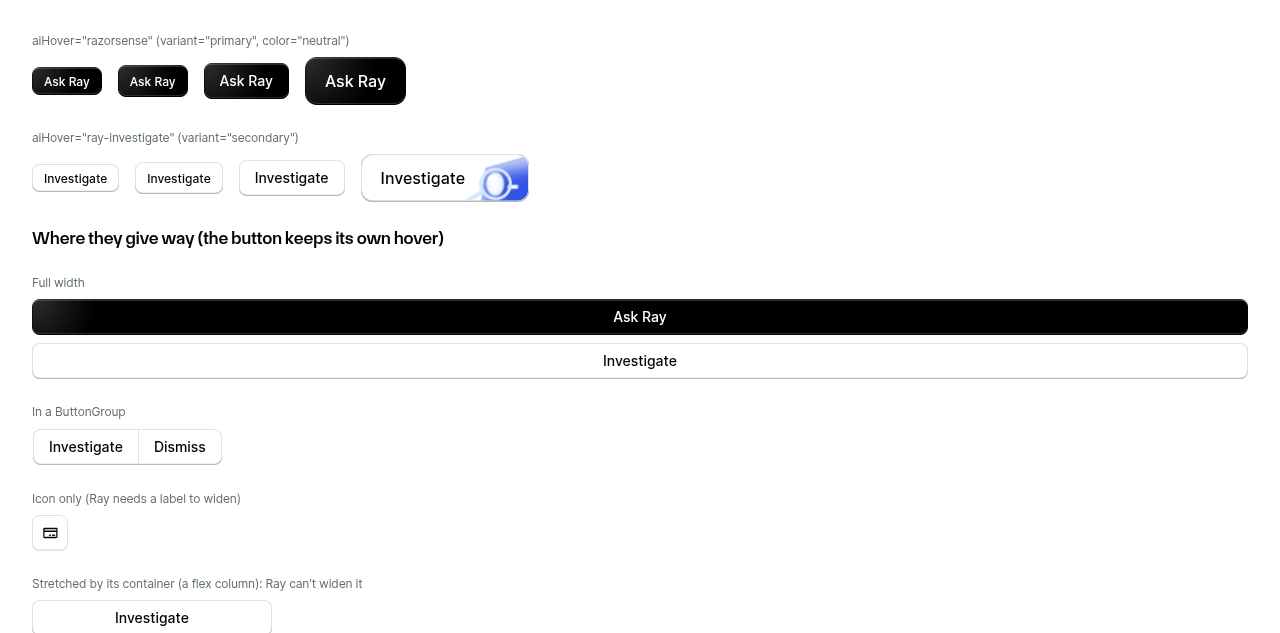 aiHover="razorsense" (variant="primary", color="neutral")
Ask Ray Ask Ray Ask Ray Ask Ray
aiHover="ray-investigate" (variant="secondary")
Investigate Investigate Investigate Investigate
Where they give way (the button keeps its own hover)
Full width
Ask Ray
Investigate
In a ButtonGroup
Investigate Dismiss
Icon only (Ray needs a label to widen)
Stretched by its container (a flex column): Ray can't widen it
Investigate